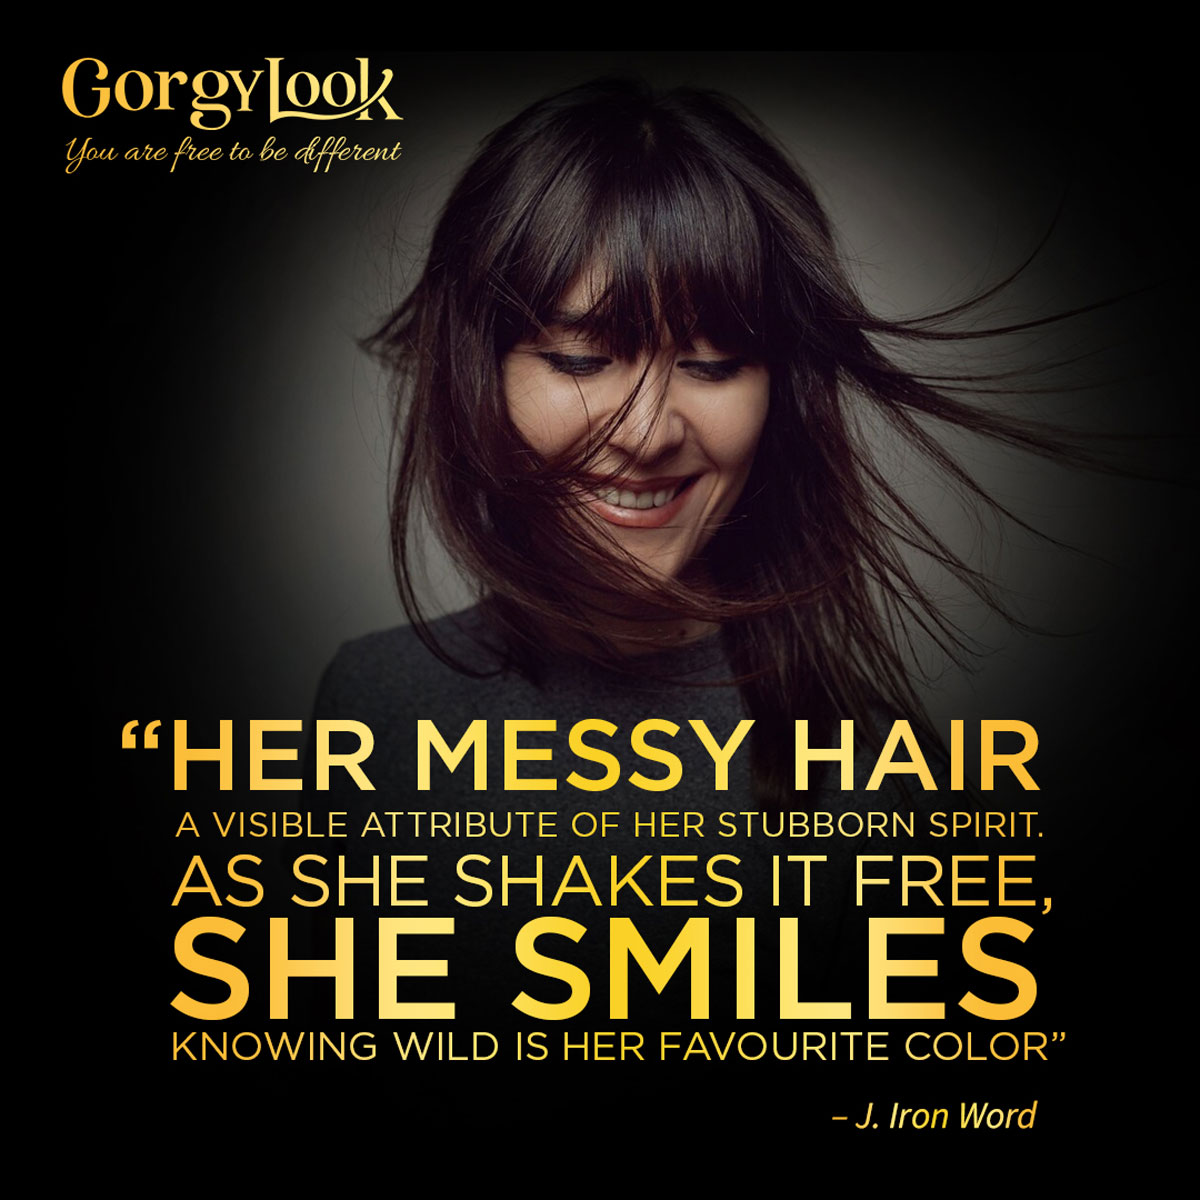 GorgyLook
You are free to be different
“HER MESSY HAIR
A VISIBLE ATTRIBUTE OF HER STUBBORN SPIRIT.
AS SHE SHAKES IT FREE,
SHE SMILES
KNOWING WILD IS HER FAVOURITE COLOR”
– J. Iron Word